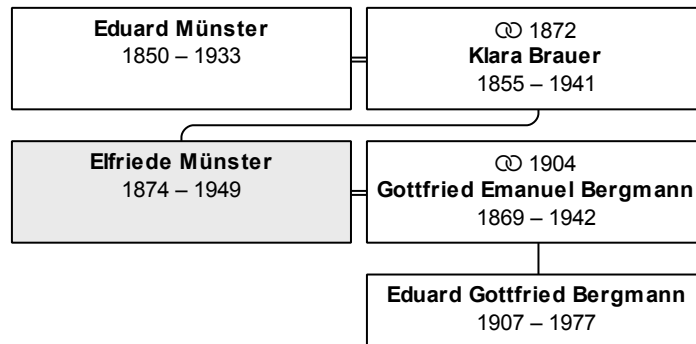 Eduard Münster
1850 – 1933
⚭ 1872
Klara Brauer
1855 – 1941
Elfriede Münster
1874 – 1949
⚭ 1904
Gottfried Emanuel Bergmann
1869 – 1942
Eduard Gottfried Bergmann
1907 – 1977